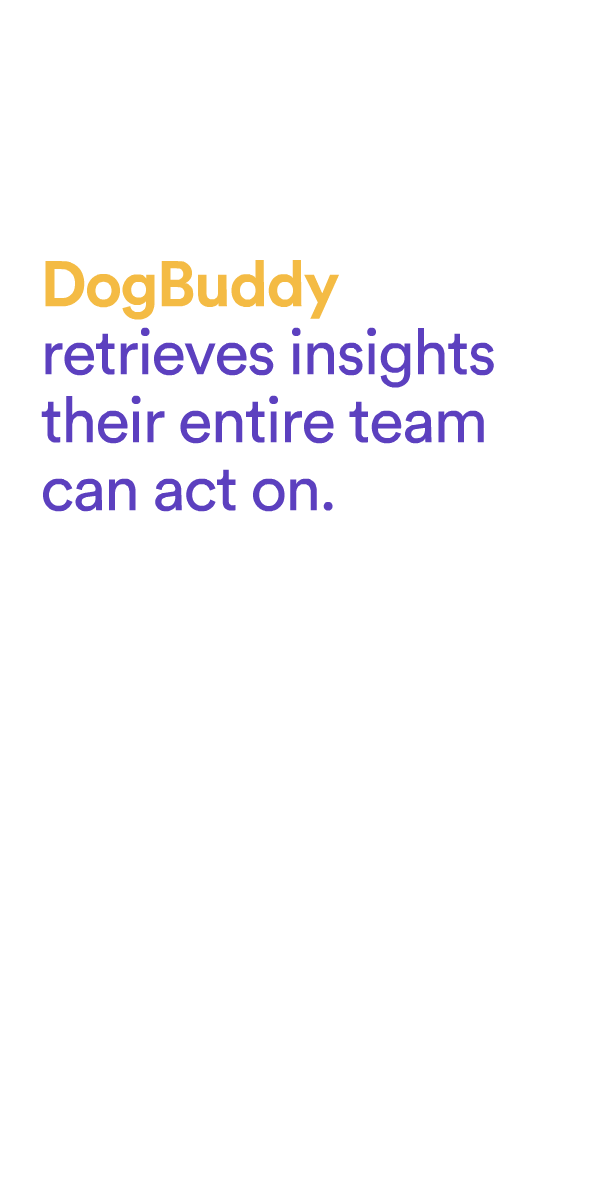 DogBuddy
retrieves insights
their entire team
can act on.